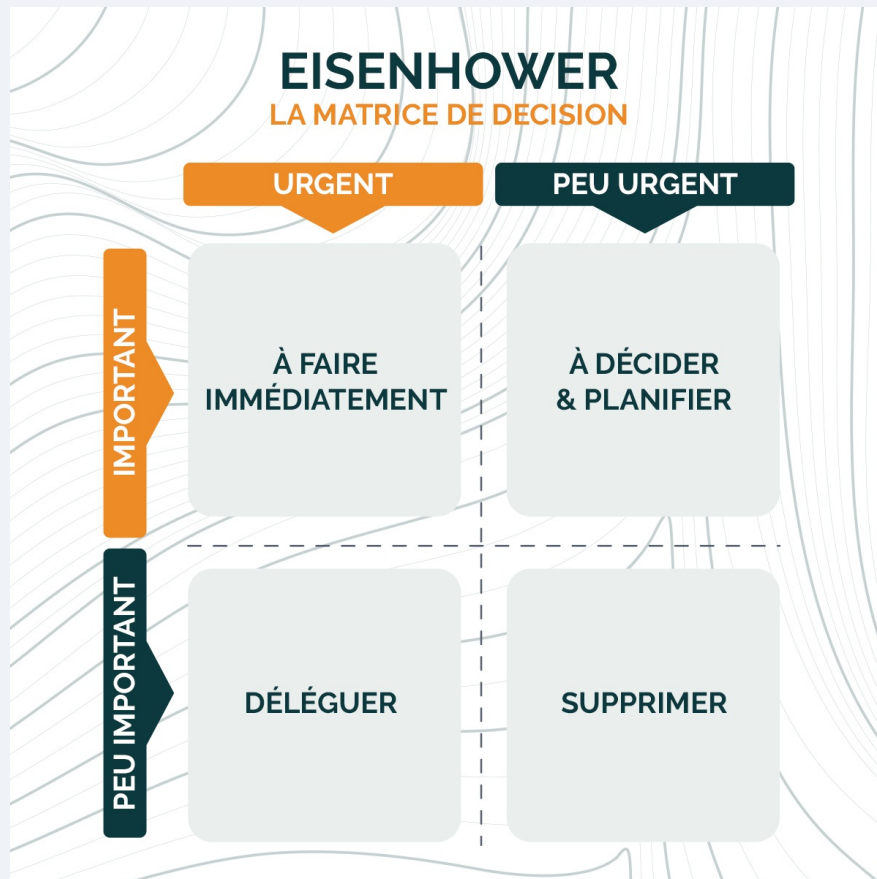 EISENHOWER
LA MATRICE DE DECISION
URGENT
PEU URGENT
IMPORTANT
À FAIRE
IMMÉDIATEMENT
À DÉCIDER
& PLANIFIER
PEU IMPORTANT
DÉLÉGUER
SUPPRIMER